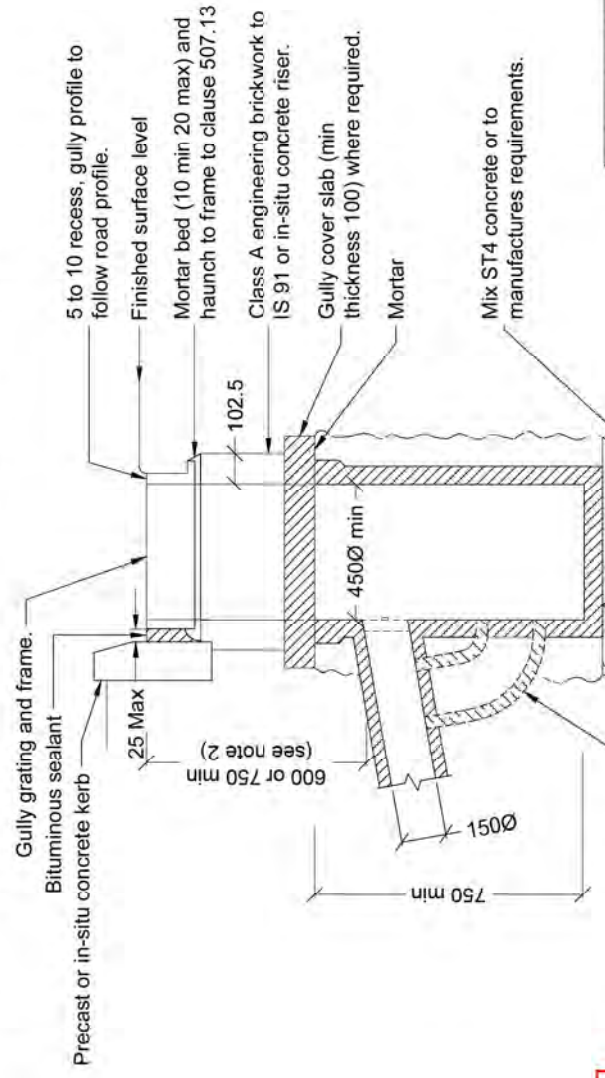 Gully grating and frame.
Bituminous sealant
Precast or in-situ concrete kerb
25 Max
600 or 750 min
(see note 2)
150Ø
750 min
450Ø min
102.5
5 to 10 recess, gully profile to
follow road profile.
Finished surface level
Mortar bed (10 min 20 max) and
haunch to frame to clause 507.13
Class A engineering brickwork to
IS 91 or in-situ concrete riser.
Gully cover slab (min
thickness 100) where required.
Mortar
Mix ST4 concrete or to
manufactures requirements.